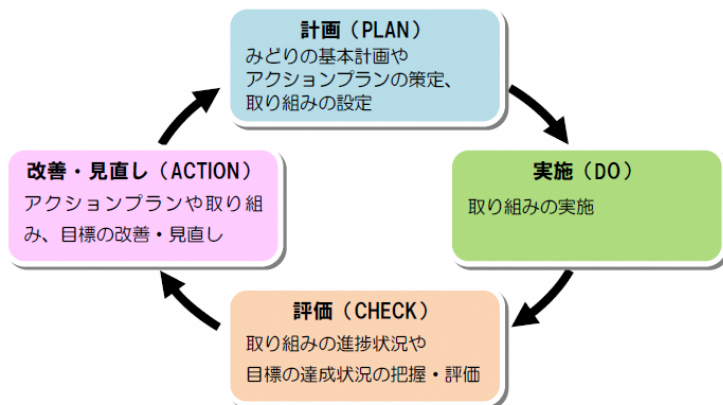 計画（PLAN）
みどりの基本計画や
アクションプランの策定、
取り組みの設定
改善・見直し（ACTION）
アクションプランや取り組
み、目標の改善・見直し
実施（DO）
取り組みの実施
評価（CHECK）
取り組みの進捗状況や
目標の達成状況の把握・評価